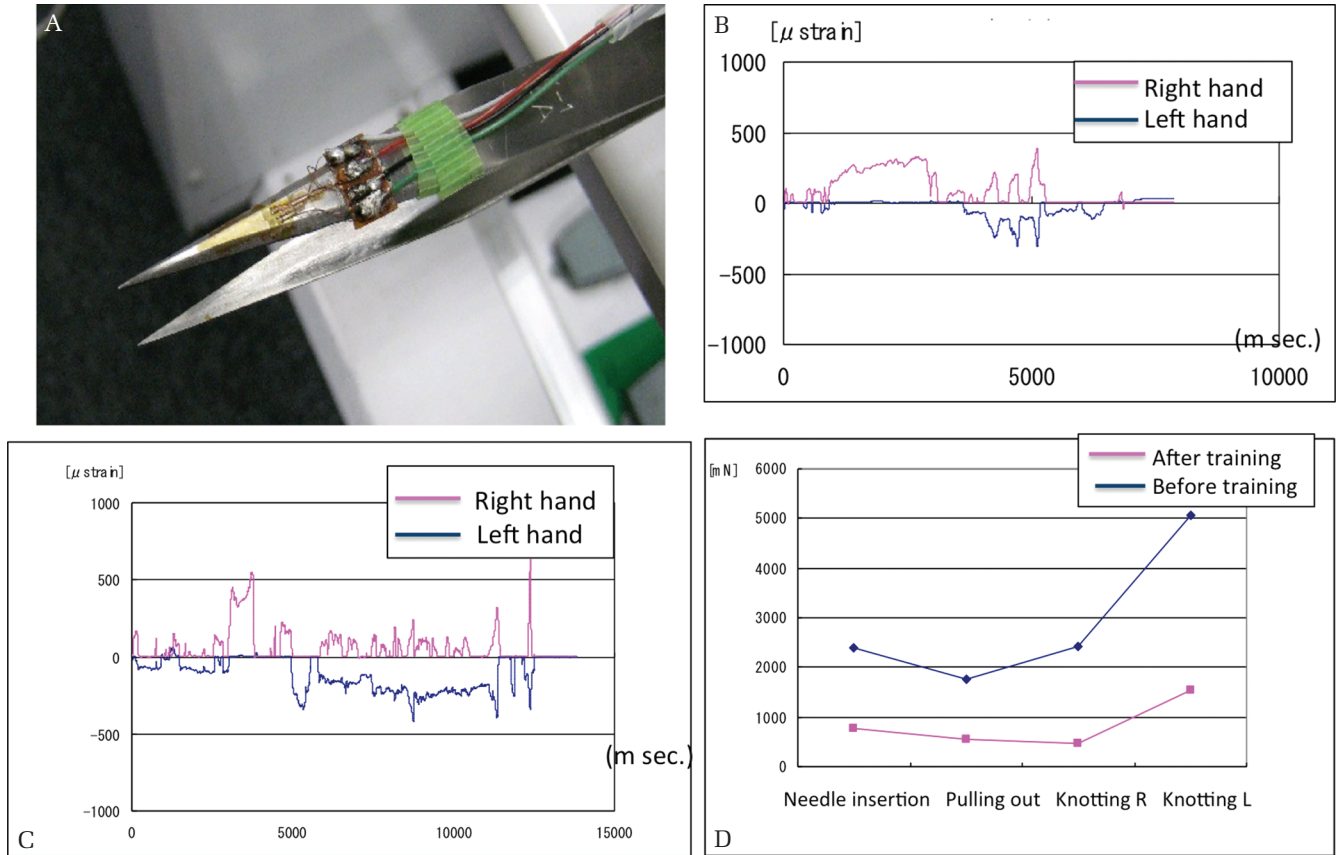 A
B
[μ strain]
1000
500
0
-500
-1000
Right hand
Left hand
(m sec.)
0 5000 10000
[μ strain]
1000
500
0
-500
-1000
Right hand
Left hand
(m sec.)
C
0 5000 10000 15000
[mN]
6000
5000
4000
3000
2000
1000
0
After training
Before training
Needle insertion Pulling out Knotting R Knotting L
D